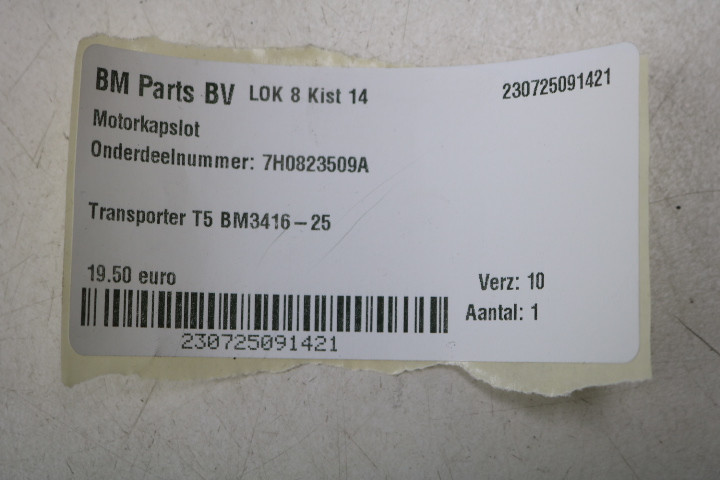 BM Parts BV LOK 8 Kist 14 230725091421
Motorkapslot
Onderdeelnummer: 7H0823509A
Transporter T5 BM3416-25
19.50 euro Verz: 10
Aantal: 1
230725091421